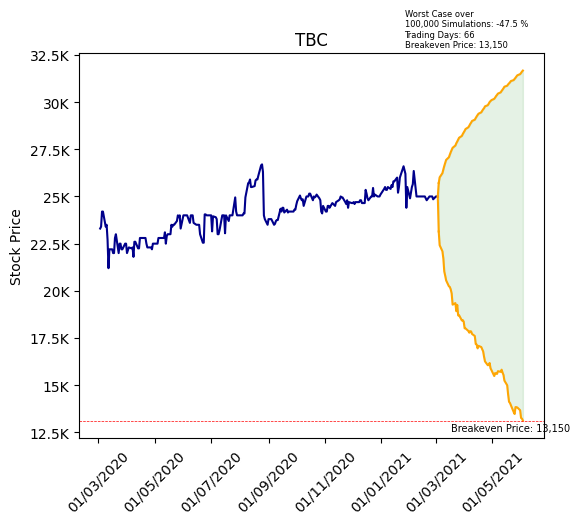 Worst Case over
100,000 Simulations: -47.5 %
Trading Days: 66
Breakeven Price: 13,150
TBC
Stock Price
32.5K
30K
27.5K
25K
22.5K
20K
17.5K
15K
12.5K
Breakeven Price: 13,150
01/03/2020
01/05/2020
01/07/2020
01/09/2020
01/11/2020
01/01/2021
01/03/2021
01/05/2021